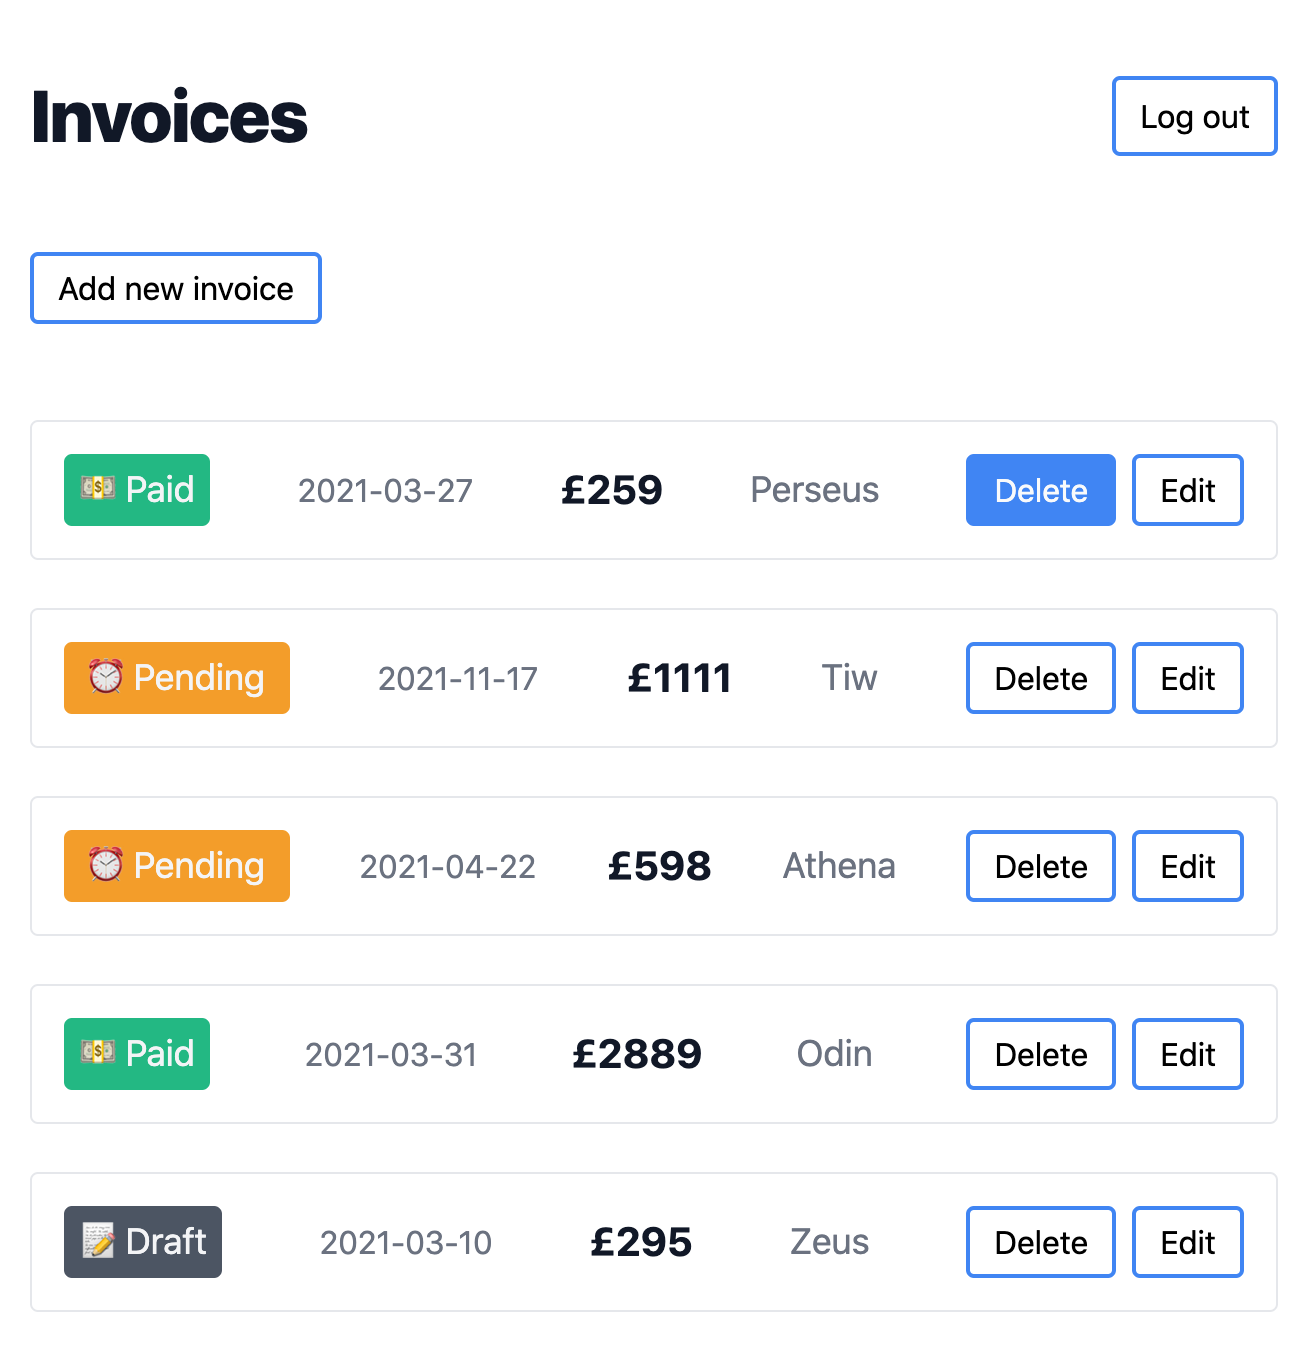 Invoices Log out
Add new invoice
Paid 2021-03-27 £259 Perseus Delete Edit
Pending 2021-11-17 £1111 Tiw Delete Edit
Pending 2021-04-22 £598 Athena Delete Edit
Paid 2021-03-31 £2889 Odin Delete Edit
Draft 2021-03-10 £295 Zeus Delete Edit